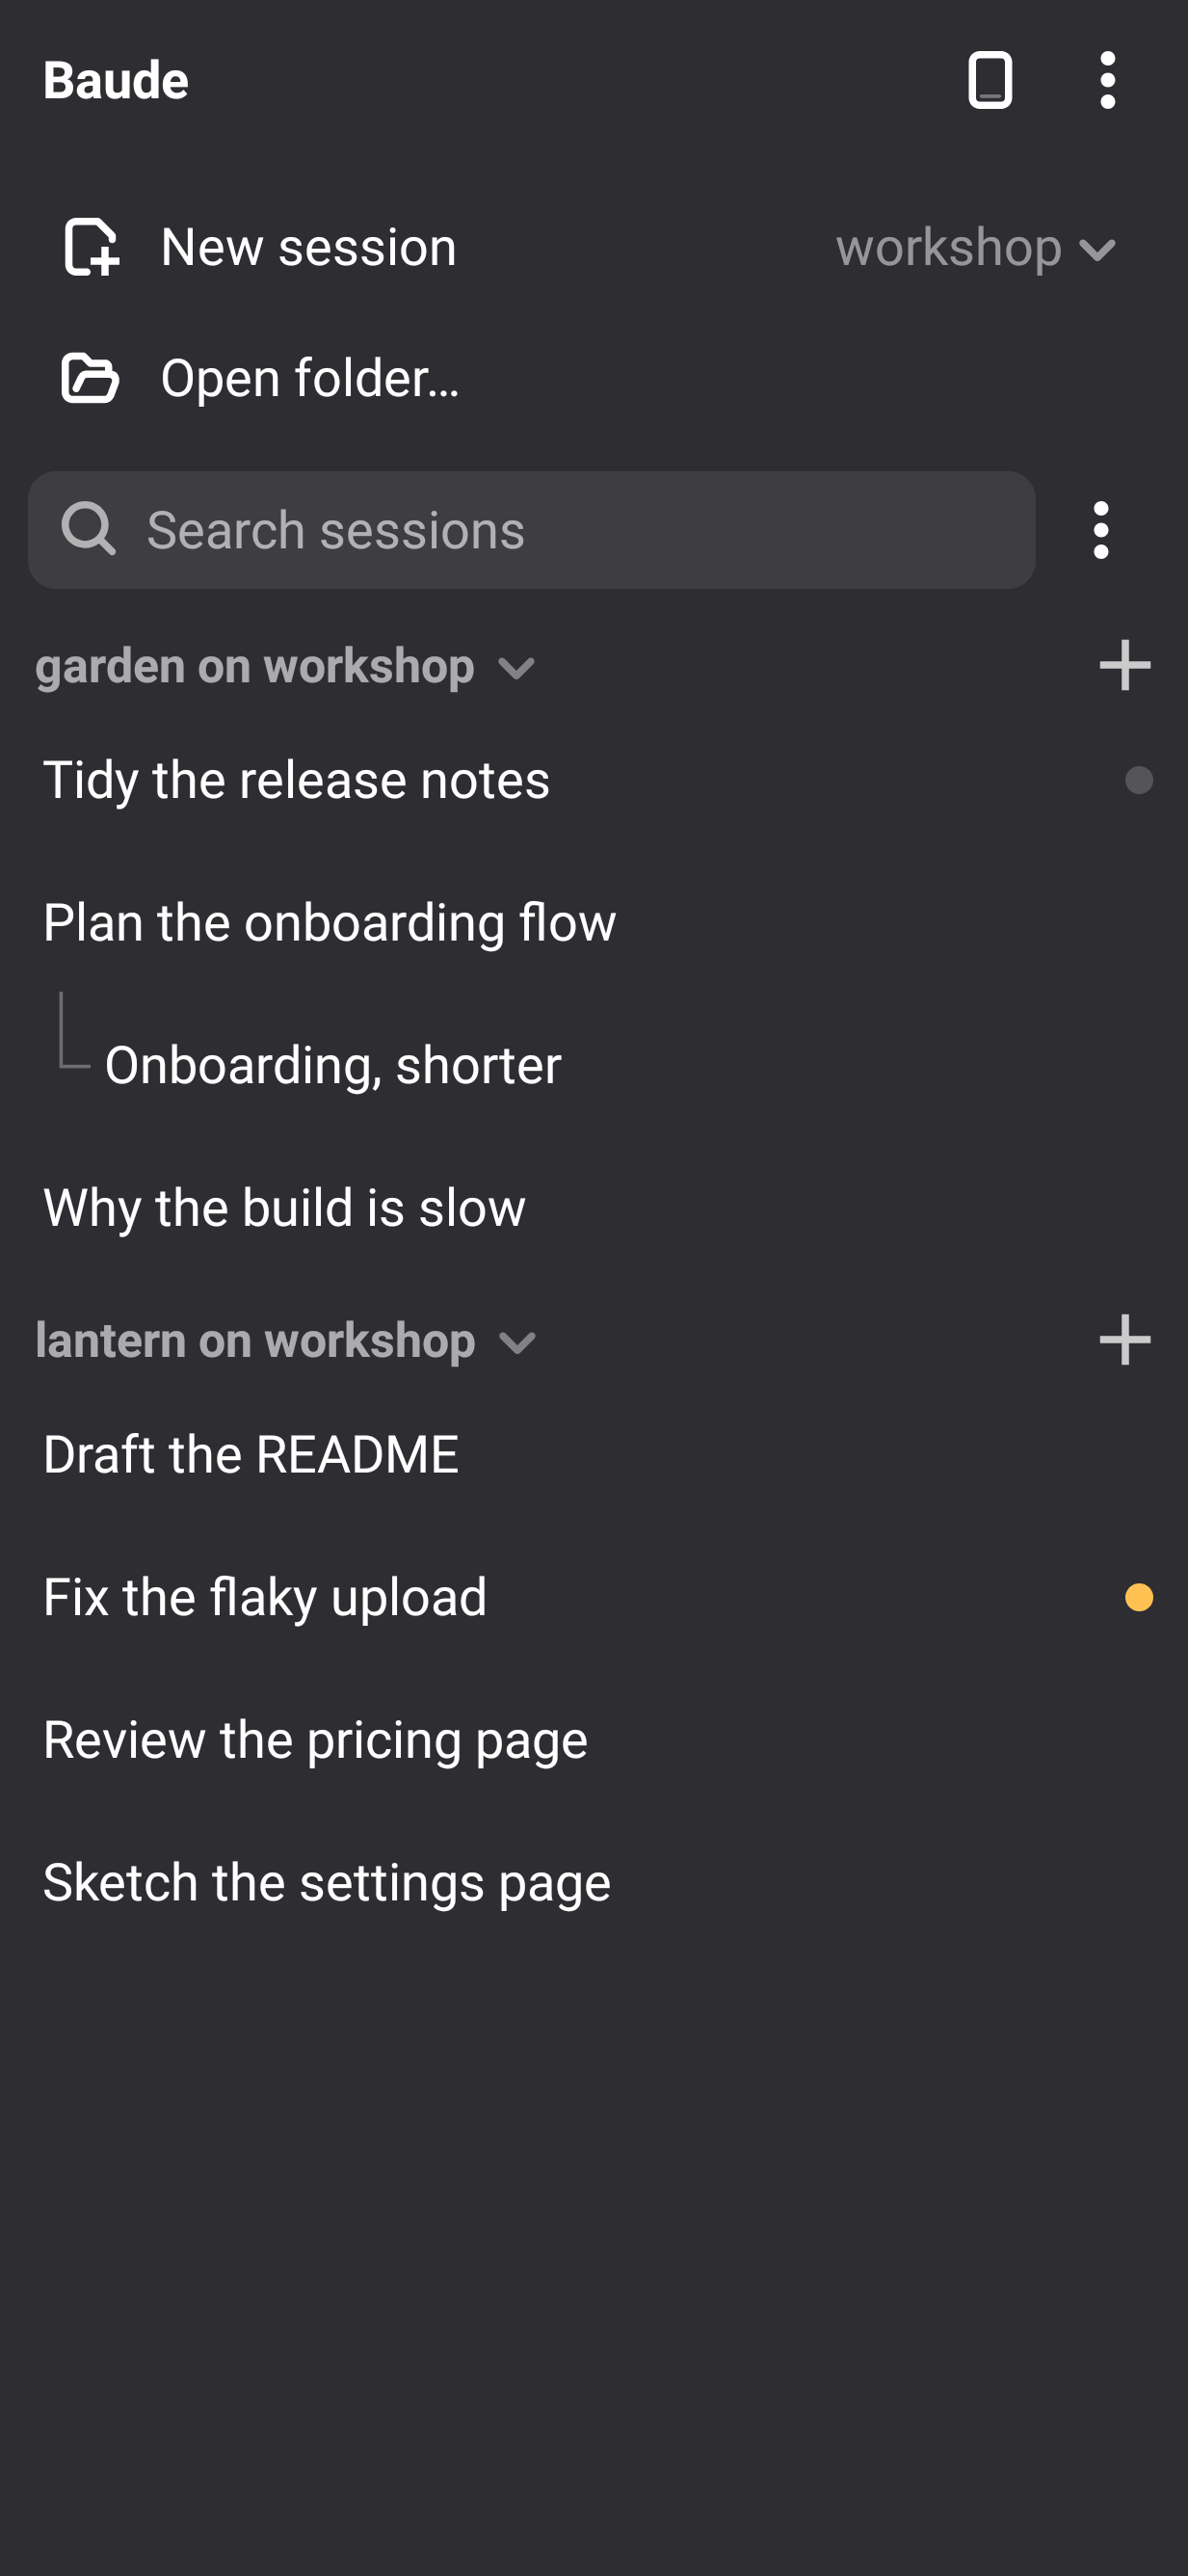 Baude
New session
workshop
Open folder...
Search sessions
garden on workshop
Tidy the release notes
Plan the onboarding flow
Onboarding, shorter
Why the build is slow
lantern on workshop
Draft the README
Fix the flaky upload
Review the pricing page
Sketch the settings page